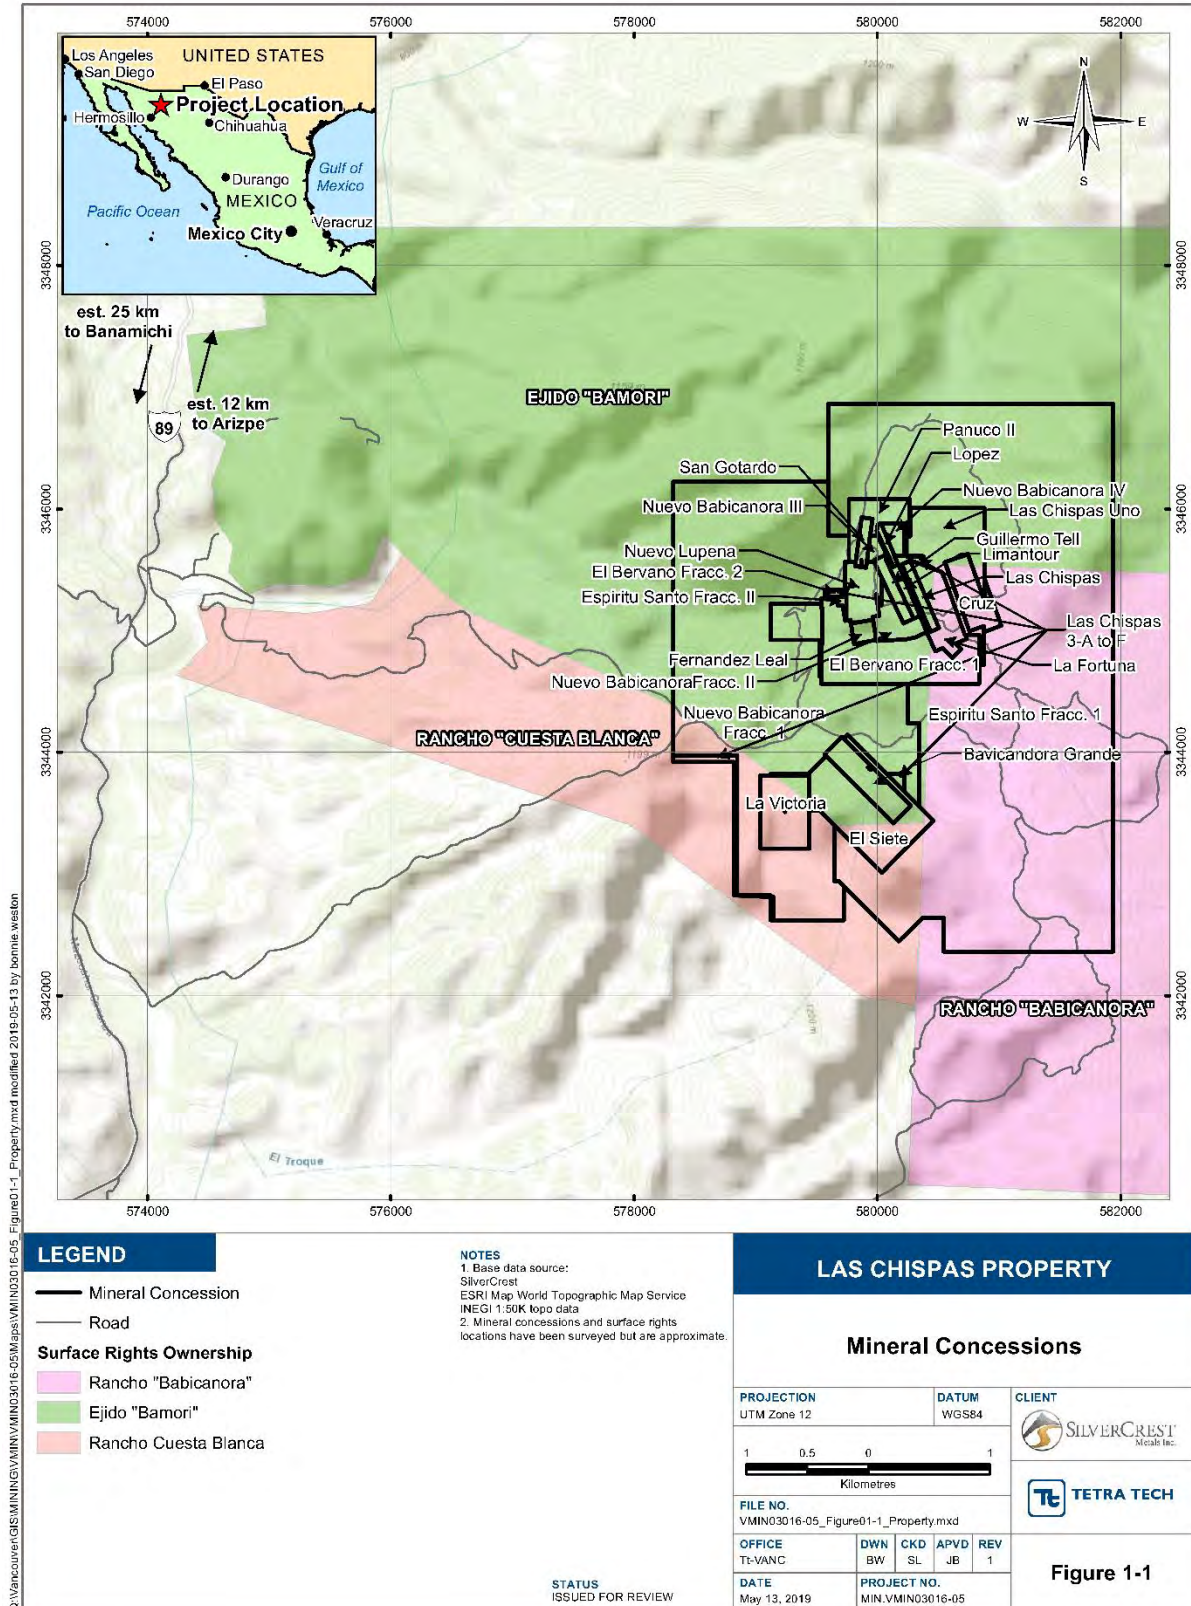 574000
576000
578000
580000
582000
Los Angeles
San Diego
UNITED STATES
El Paso
Project Location
Hermosillo
Chihuahua
Gulf of
Mexico
Durango
MEXICO
Pacific Ocean
Veracruz
Mexico City
1200 m
N
W
E
S
3348000
3348000
est. 25 km
to Banamichi
est. 12 km
to Arizpe
89
EJIDO "BAMORI"
Panuco II
Lopez
San Gotardo
Nuevo Babicanora IV
Nuevo Babicanora III
Las Chispas Uno
3346000
3346000
Guillermo Tell
Nuevo Lupena
Limantour
El Bervano Fracc. 2
Las Chispas
Espiritu Santo Fracc. II
Cruz
Las Chispas
3-A to F
Fernandez Leal
El Bervano Fracc. 1
La Fortuna
Nuevo BabicanoraFracc. II
Nuevo Babicanora
Fracc. 1
Espiritu Santo Fracc. 1
RANCHO "CUESTA BLANCA"
3344000
3344000
Bavicandora Grande
La Victoria
El Siete
3342000
3342000
RANCHO "BABICANORA"
1200 m
El Troque
574000
576000
578000
580000
582000
LEGEND
Mineral Concession
Road
Surface Rights Ownership
Rancho "Babicanora"
Ejido "Bamori"
Rancho Cuesta Blanca
NOTES
1. Base data source:
SilverCrest
ESRI Map World Topographic Map Service
INEGI 1:50K topo data
2. Mineral concessions and surface rights
locations have been surveyed but are approximate.
STATUS
ISSUED FOR REVIEW
LAS CHISPAS PROPERTY
Mineral Concessions
PROJECTION
UTM Zone 12
DATUM
WGS84
CLIENT
SILVERCREST
Metals Inc.
1 0.5 0 1
Kilometres
Tt TETRA TECH
FILE NO.
VMIN03016-05_Figure01-1_Property.mxd
OFFICE
Tt-VANC
DWN
BW
CKD
SL
APVD
JB
REV
1
DATE
May 13, 2019
PROJECT NO.
MIN.VMIN03016-05
Figure 1-1